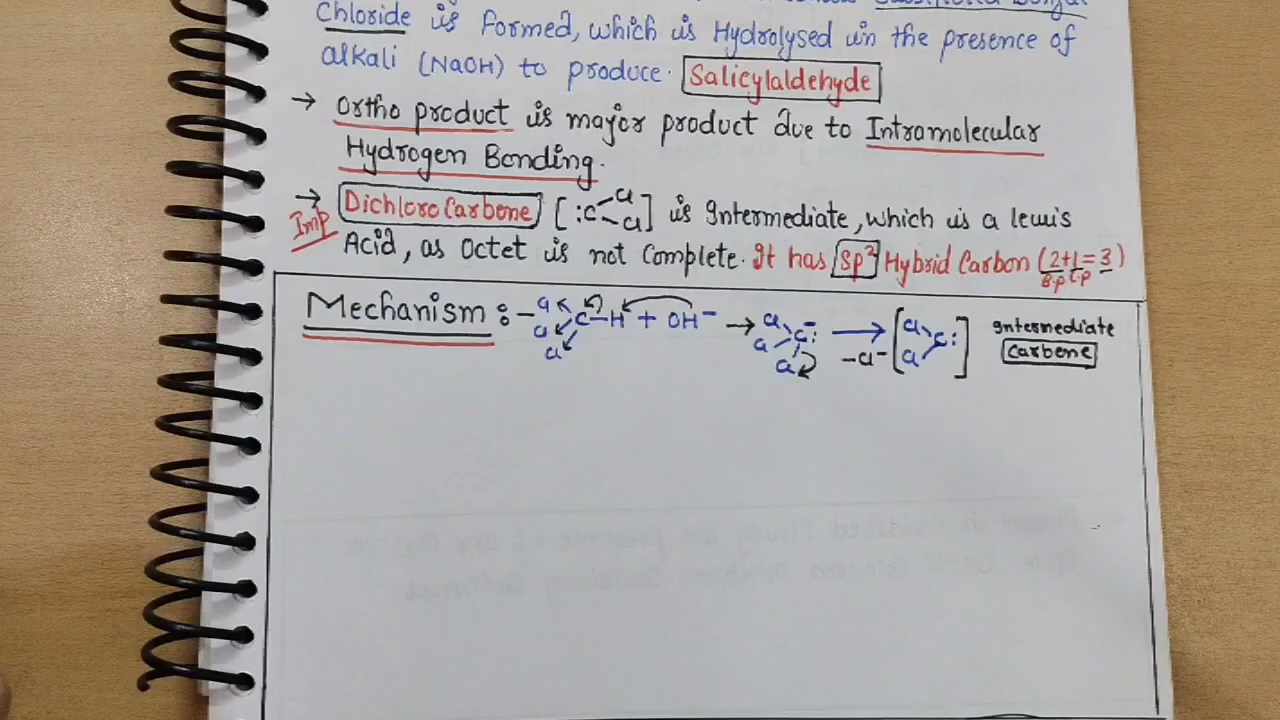 Chloride is Formed, which is Hydrolysed in the presence of
alkali (NaOH) to produce. Salicylaldehyde
→ Ortho product is major product due to Intramolecular
Hydrogen Bonding.
→ Dichloro Carbene [:C Cl Cl] is Intermediate, which is a lewis
Imp
Acid, as Octet is not Complete. It has Sp² Hybrid Carbon (2+1=3)
B.p L.p
Mechanism :- Cl Cl Cl C-H + OH⁻ → Cl Cl Cl C⁻: → -Cl⁻ [Cl Cl C:] Intermediate
Carbene